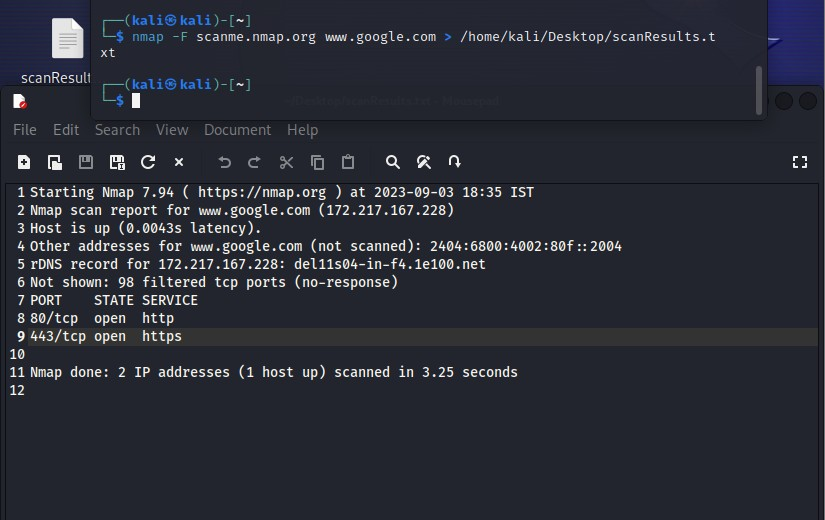 ┌──(kali㉿kali)-[~]
└─$ nmap -F scanme.nmap.org www.google.com > /home/kali/Desktop/scanResults.t
xt
┌──(kali㉿kali)-[~]
└─$
scanResult
File Edit Search View Document Help
1 Starting Nmap 7.94 ( https://nmap.org ) at 2023-09-03 18:35 IST
2 Nmap scan report for www.google.com (172.217.167.228)
3 Host is up (0.0043s latency).
4 Other addresses for www.google.com (not scanned): 2404:6800:4002:80f::2004
5 rDNS record for 172.217.167.228: del11s04-in-f4.1e100.net
6 Not shown: 98 filtered tcp ports (no-response)
7 PORT    STATE SERVICE
8 80/tcp  open  http
9 443/tcp open  https
10
11 Nmap done: 2 IP addresses (1 host up) scanned in 3.25 seconds
12